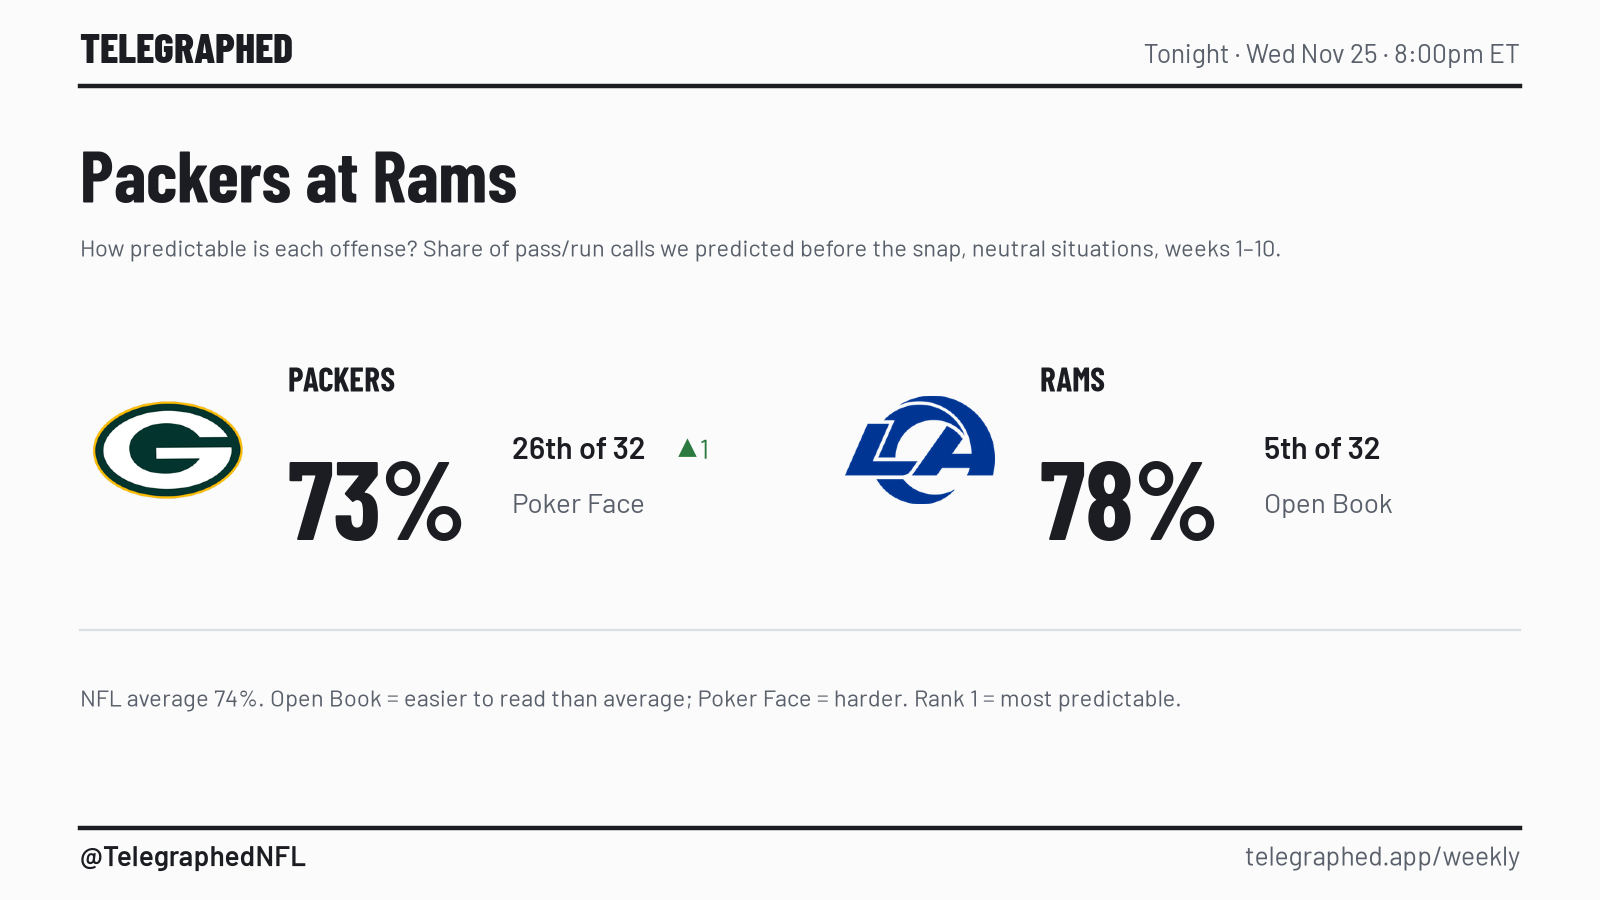 TELEGRAPHED
Tonight · Wed Nov 25 · 8:00pm ET
Packers at Rams
How predictable is each offense? Share of pass/run calls we predicted before the snap, neutral situations, weeks 1–10.
PACKERS
G
73%
26th of 32 ▲1
Poker Face
RAMS
LA
78%
5th of 32
Open Book
NFL average 74%. Open Book = easier to read than average; Poker Face = harder. Rank 1 = most predictable.
@TelegraphedNFL
telegraphed.app/weekly